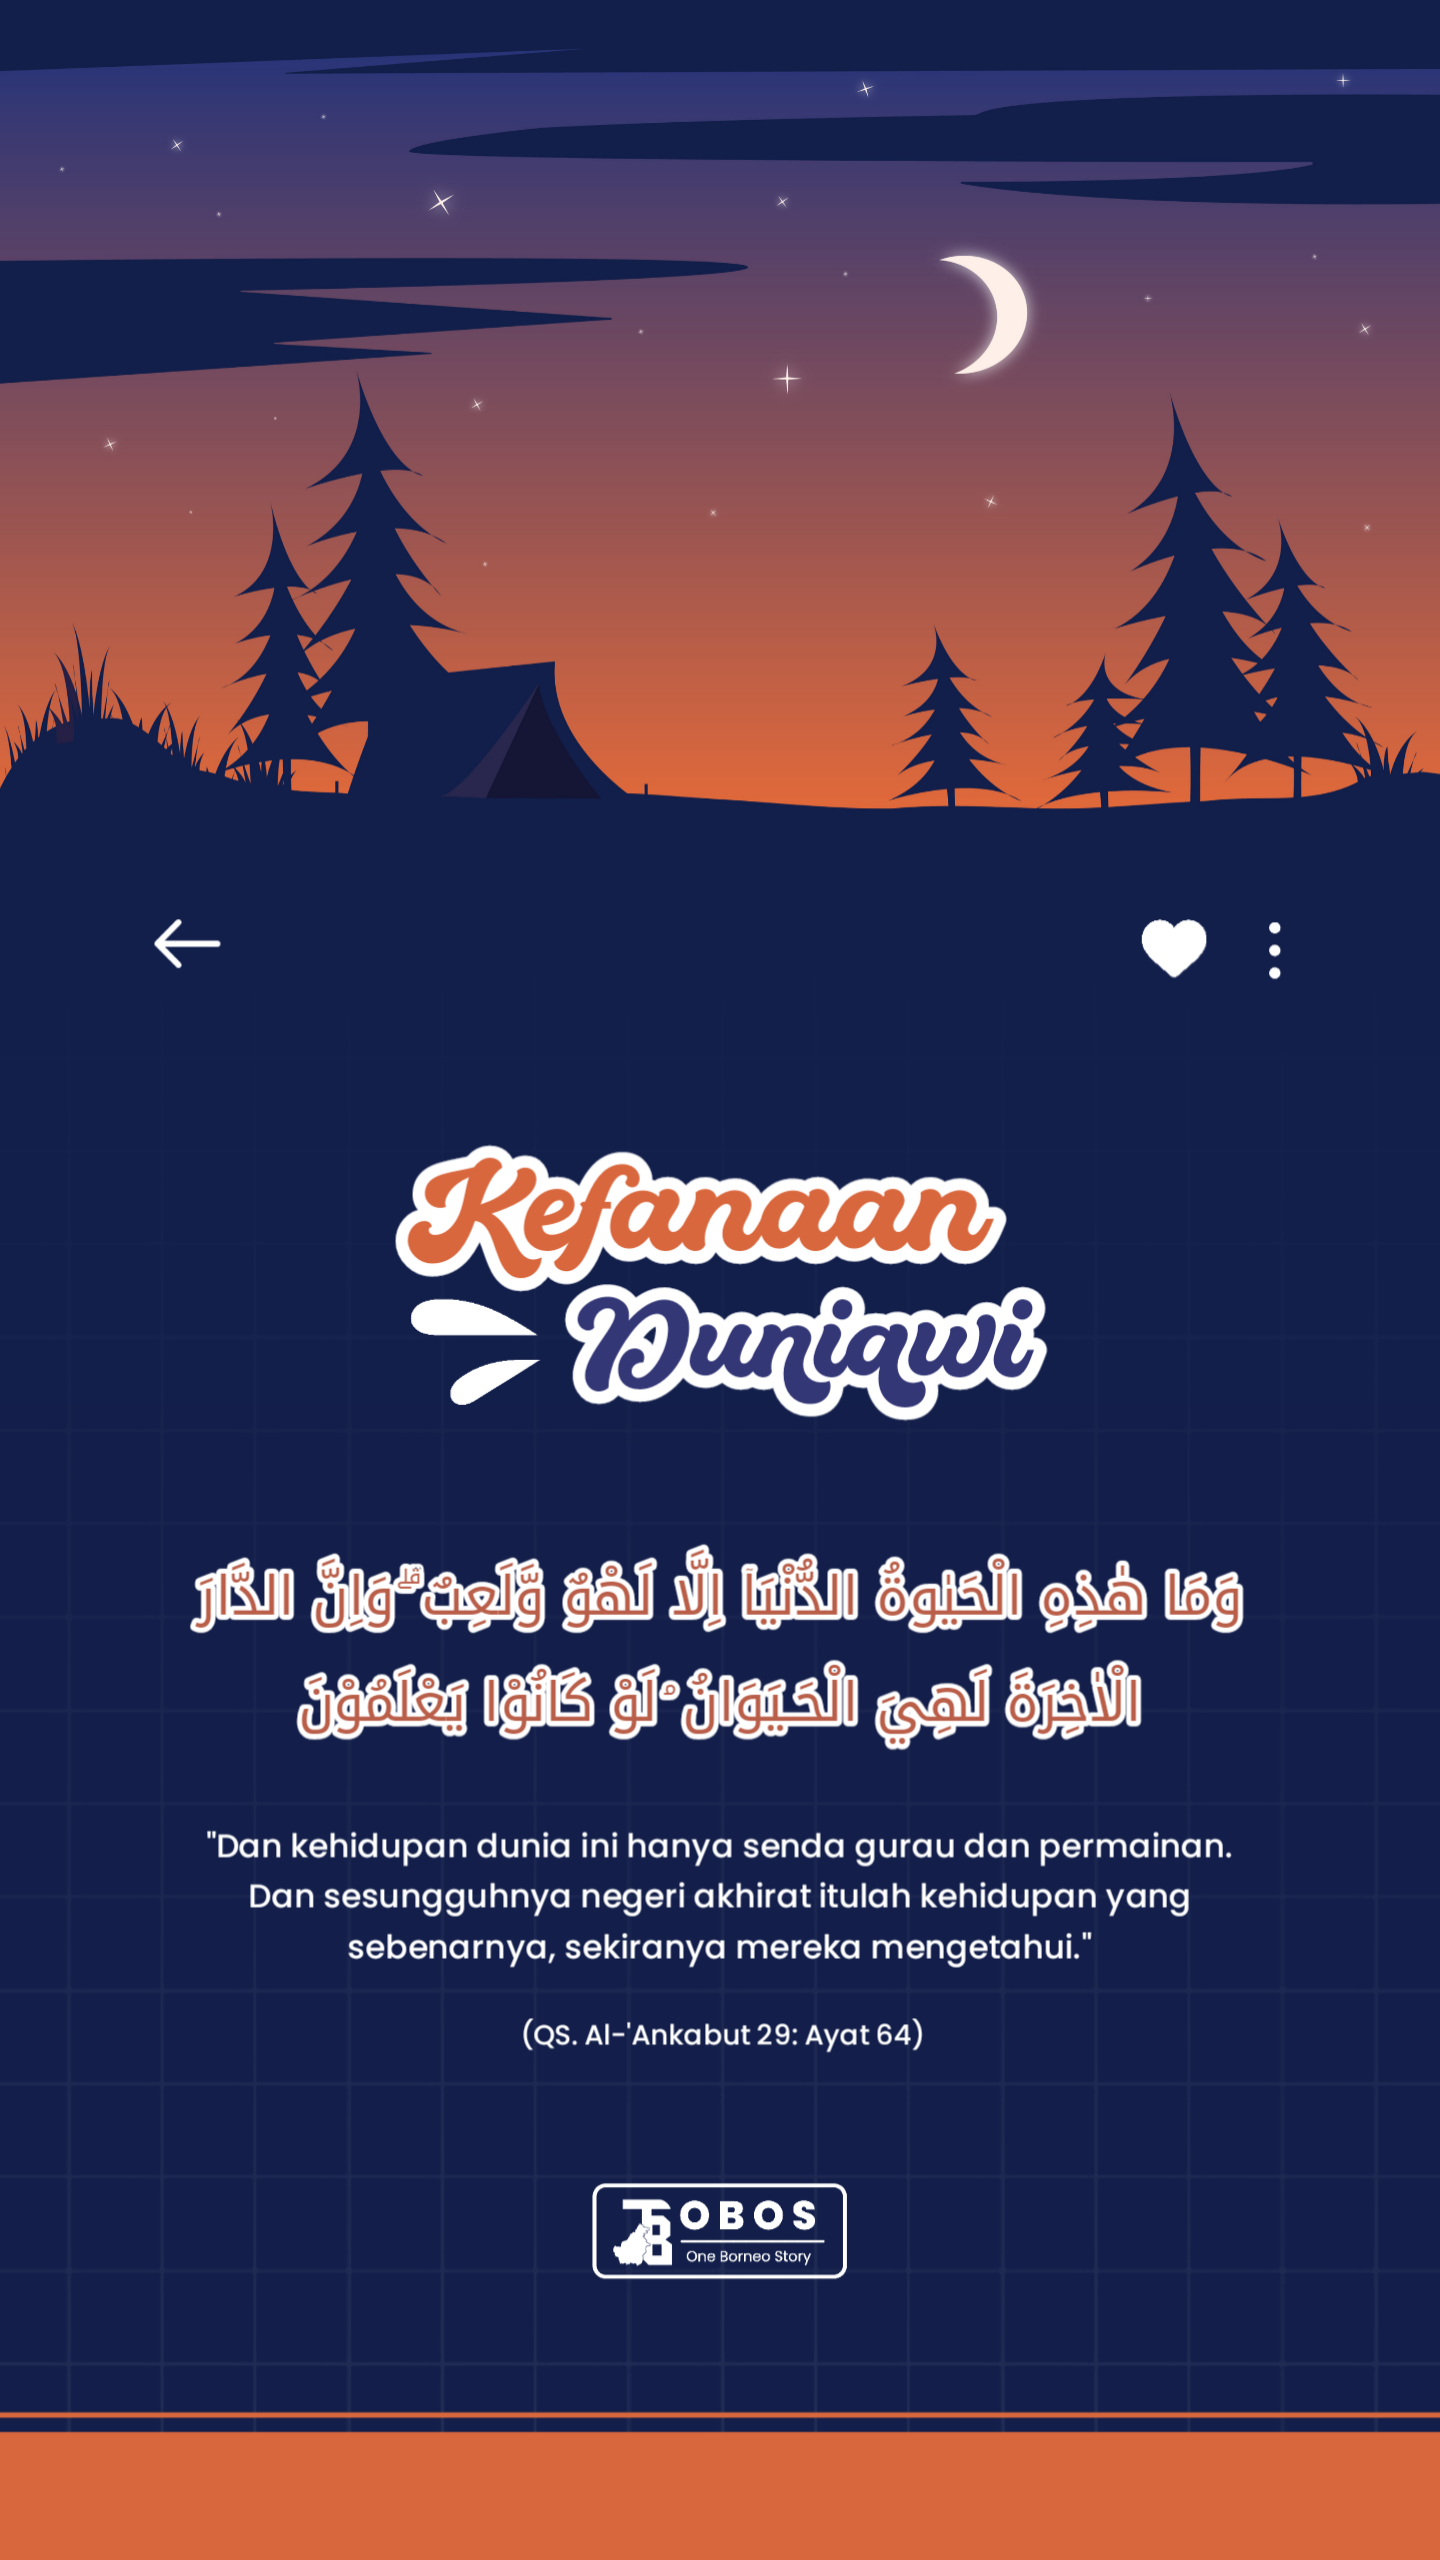 Kefanaan
Duniawi
وَمَا هٰذِهِ الْحَيٰوةُ الدُّنْيَآ اِلَّا لَهْوٌ وَّلَعِبٌ ۗوَاِنَّ الدَّارَ
الْاٰخِرَةَ لَهِيَ الْحَيَوَانُ ۘ لَوْ كَانُوْا يَعْلَمُوْنَ
"Dan kehidupan dunia ini hanya senda gurau dan permainan.
Dan sesungguhnya negeri akhirat itulah kehidupan yang
sebenarnya, sekiranya mereka mengetahui."
(QS. Al-'Ankabut 29: Ayat 64)
OBOS
One Borneo Story